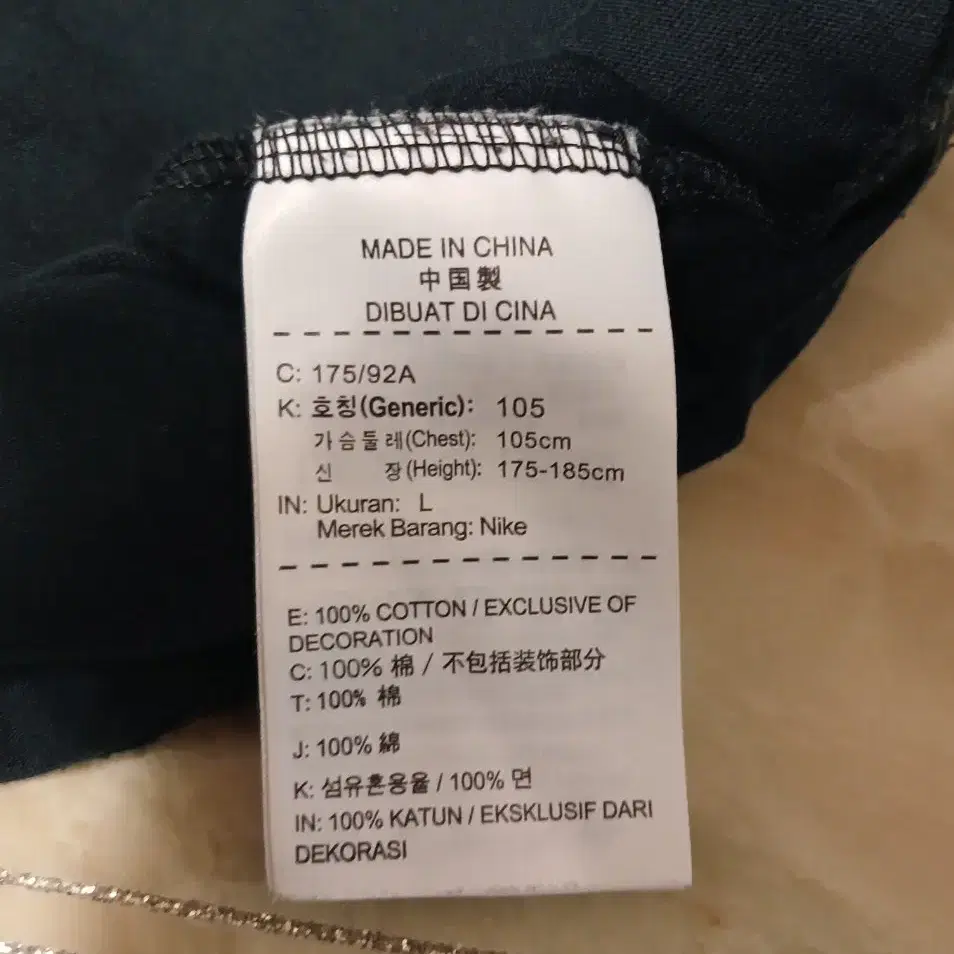 MADE IN CHINA
中国製
DIBUAT DI CINA
C: 175/92A
K: 호칭(Generic): 105
가슴둘레(Chest): 105cm
신 장(Height): 175-185cm
IN: Ukuran: L
Merek Barang: Nike
E: 100% COTTON / EXCLUSIVE OF
DECORATION
C: 100% 棉 / 不包括装饰部分
T: 100% 棉
J: 100% 綿
K: 섬유혼용율 / 100% 면
IN: 100% KATUN / EKSKLUSIF DARI
DEKORASI